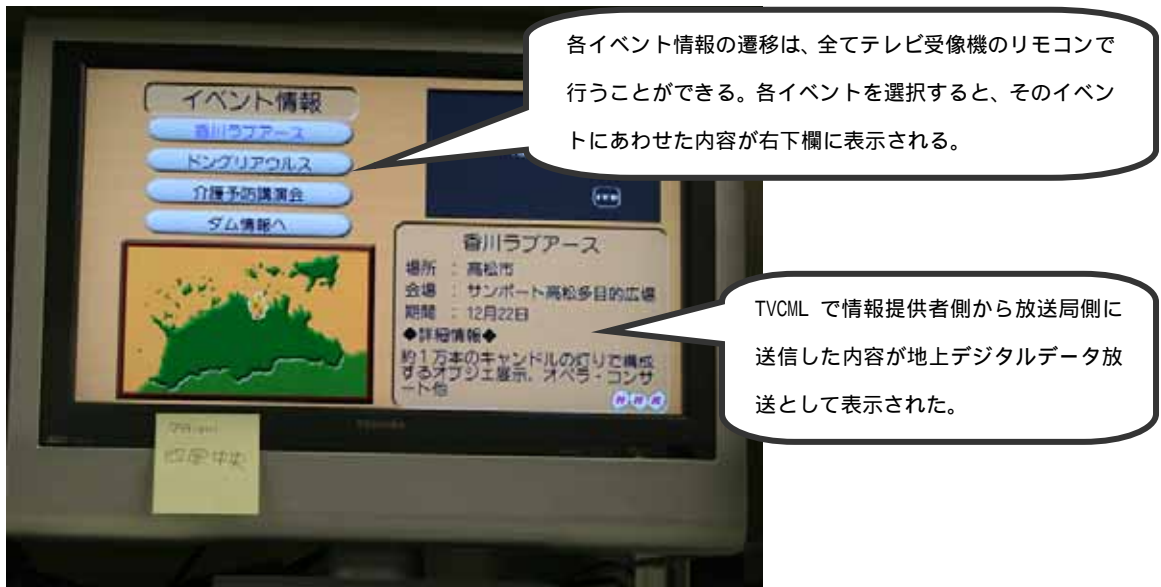 各イベント情報の遷移は、全てテレビ受像機のリモコンで
行うことができる。各イベントを選択すると、そのイベン
トにあわせた内容が右下欄に表示される。
イベント情報
香川ラブアース
ドングリアウルス
介護予防講演会
ダム情報へ
香川ラブアース
場所 : 高松市
会場 : サンポート高松多目的広場
期間 : 12月22日
◆詳細情報◆
約1万本のキャンドルの灯りで構成
するオブジェ展示、オペラ・コンサ
ート他
NHK
TVCML で情報提供者側から放送局側に
送信した内容が地上デジタルデータ放
送として表示された。
TOSHIBA